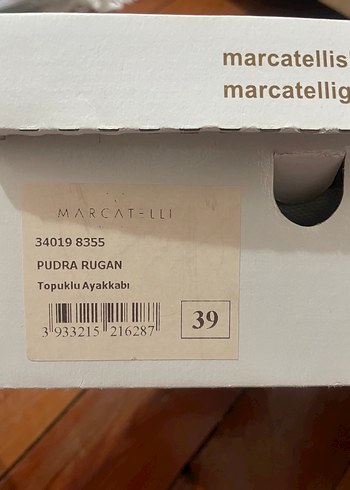 marcatellis
marcatellig
MARCATELLI
34019 8355
PUDRA RUGAN
Topuklu Ayakkabı
3 933215 216287
39